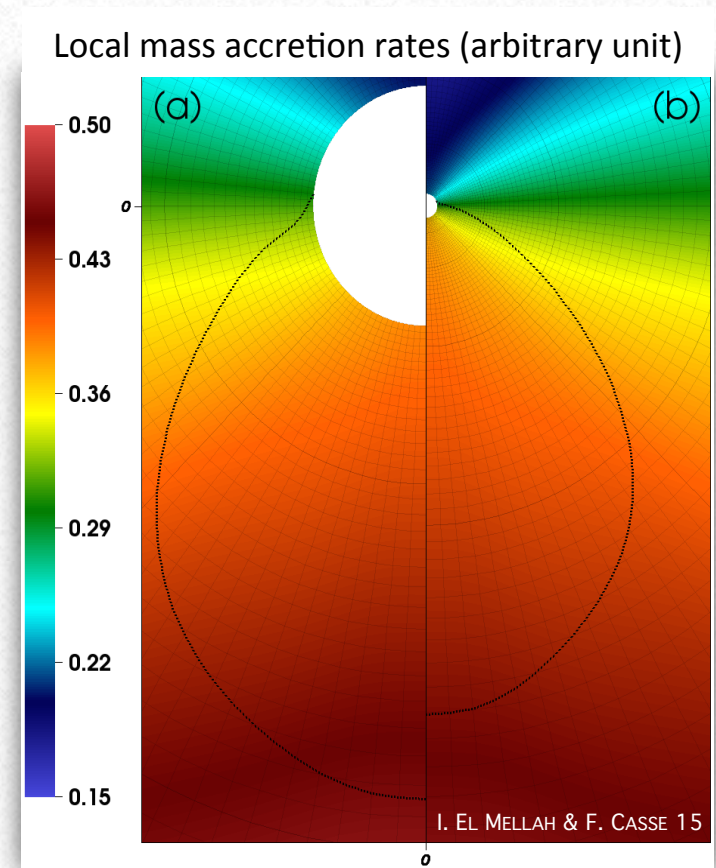 Local mass accretion rates (arbitrary unit)
(a)
(b)
0.50
0.43
0.36
0.29
0.22
0.15
0
0
I. EL MELLAH & F. CASSE 15